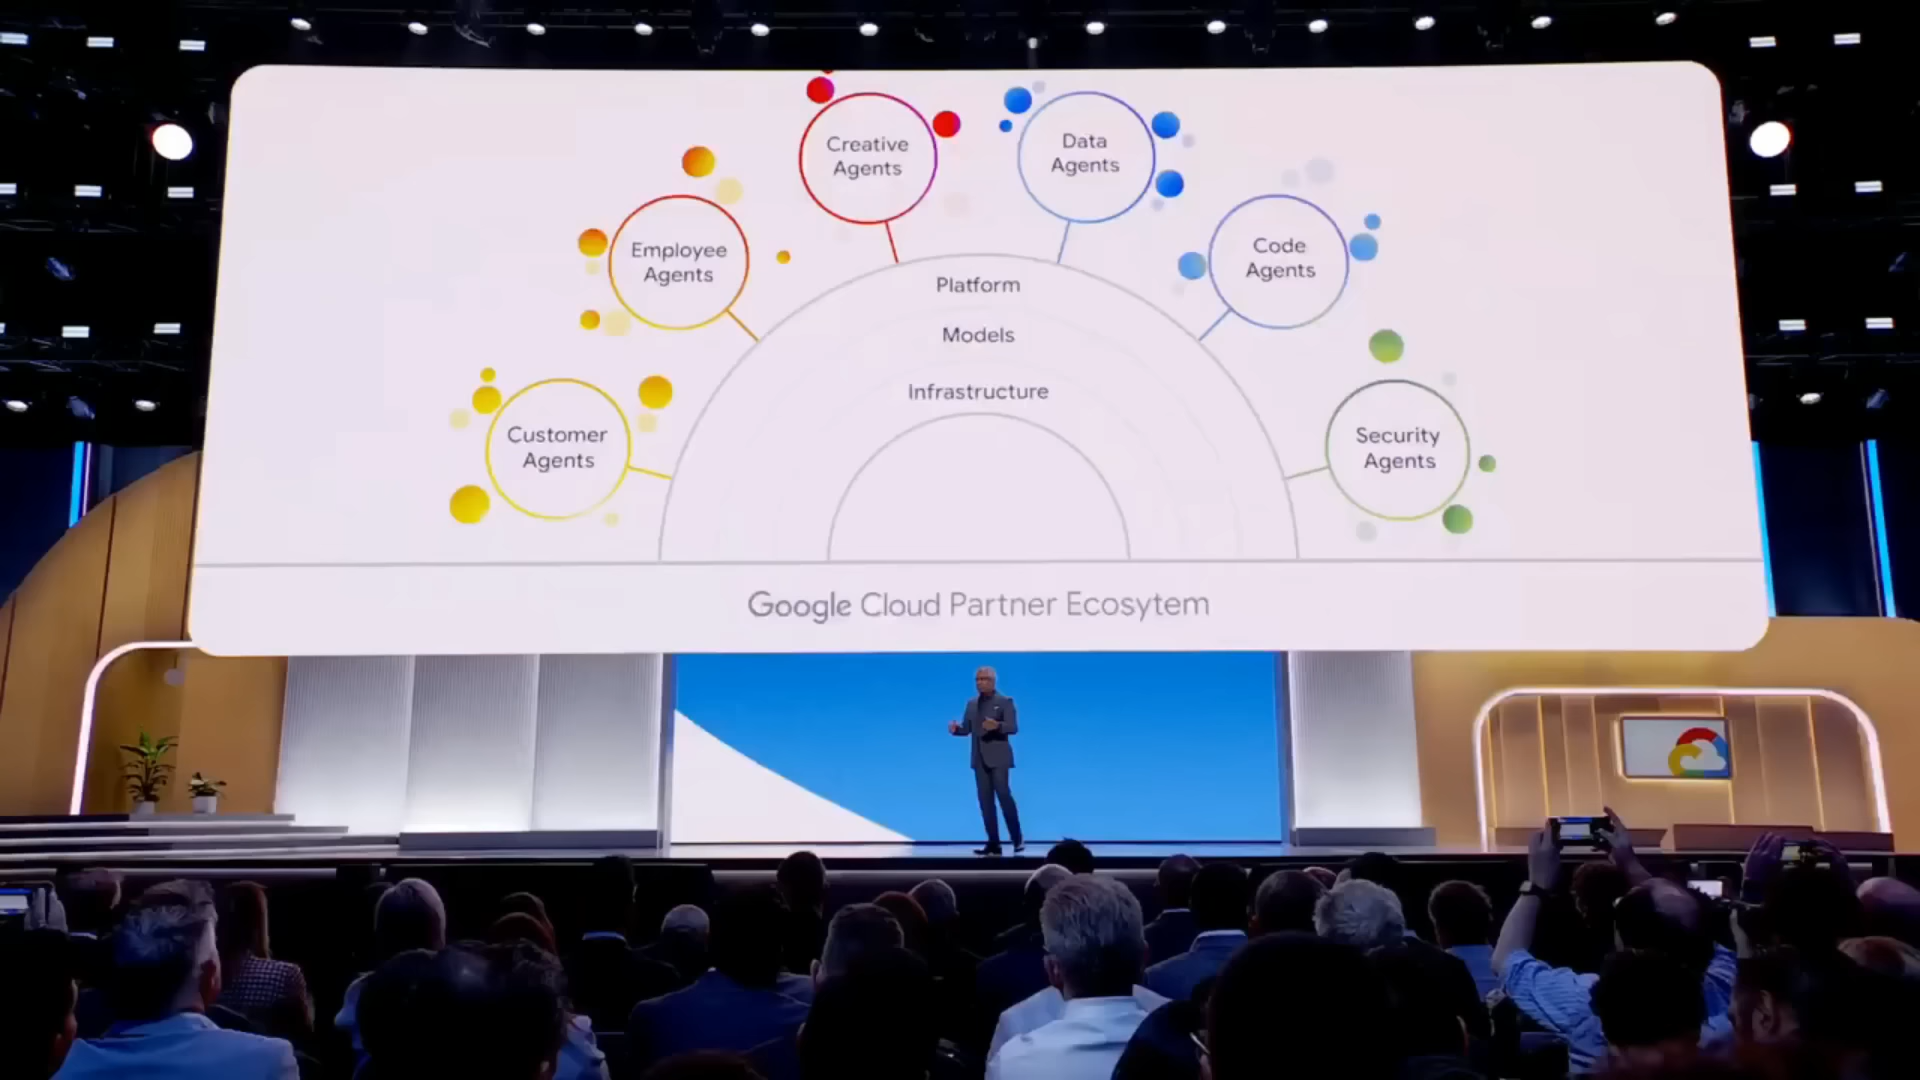 Creative
Agents
Data
Agents
Employee
Agents
Code
Agents
Platform
Models
Infrastructure
Customer
Agents
Security
Agents
Google Cloud Partner Ecosytem